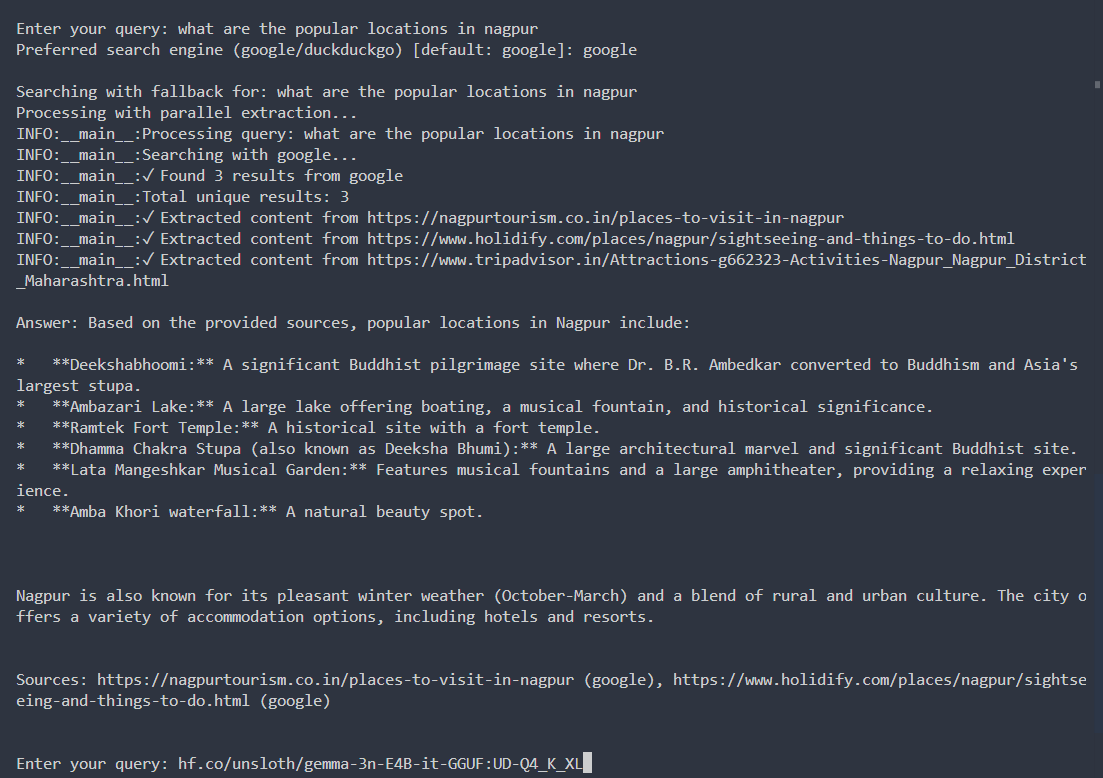 Enter your query: what are the popular locations in nagpur
Preferred search engine (google/duckduckgo) [default: google]: google
Searching with fallback for: what are the popular locations in nagpur
Processing with parallel extraction...
INFO:__main__:Processing query: what are the popular locations in nagpur
INFO:__main__:Searching with google...
INFO:__main__:✓ Found 3 results from google
INFO:__main__:Total unique results: 3
INFO:__main__:✓ Extracted content from https://nagpurtourism.co.in/places-to-visit-in-nagpur
INFO:__main__:✓ Extracted content from https://www.holidify.com/places/nagpur/sightseeing-and-things-to-do.html
INFO:__main__:✓ Extracted content from https://www.tripadvisor.in/Attractions-g662323-Activities-Nagpur_Nagpur_District
_Maharashtra.html
Answer: Based on the provided sources, popular locations in Nagpur include:
*   **Deekshabhoomi:** A significant Buddhist pilgrimage site where Dr. B.R. Ambedkar converted to Buddhism and Asia's
largest stupa.
*   **Ambazari Lake:** A large lake offering boating, a musical fountain, and historical significance.
*   **Ramtek Fort Temple:** A historical site with a fort temple.
*   **Dhamma Chakra Stupa (also known as Deeksha Bhumi):** A large architectural marvel and significant Buddhist site.
*   **Lata Mangeshkar Musical Garden:** Features musical fountains and a large amphitheater, providing a relaxing exper
ience.
*   **Amba Khori waterfall:** A natural beauty spot.
Nagpur is also known for its pleasant winter weather (October-March) and a blend of rural and urban culture. The city o
ffers a variety of accommodation options, including hotels and resorts.
Sources: https://nagpurtourism.co.in/places-to-visit-in-nagpur (google), https://www.holidify.com/places/nagpur/sightse
eing-and-things-to-do.html (google)
Enter your query: hf.co/unsloth/gemma-3n-E4B-it-GGUF:UD-Q4_K_XL